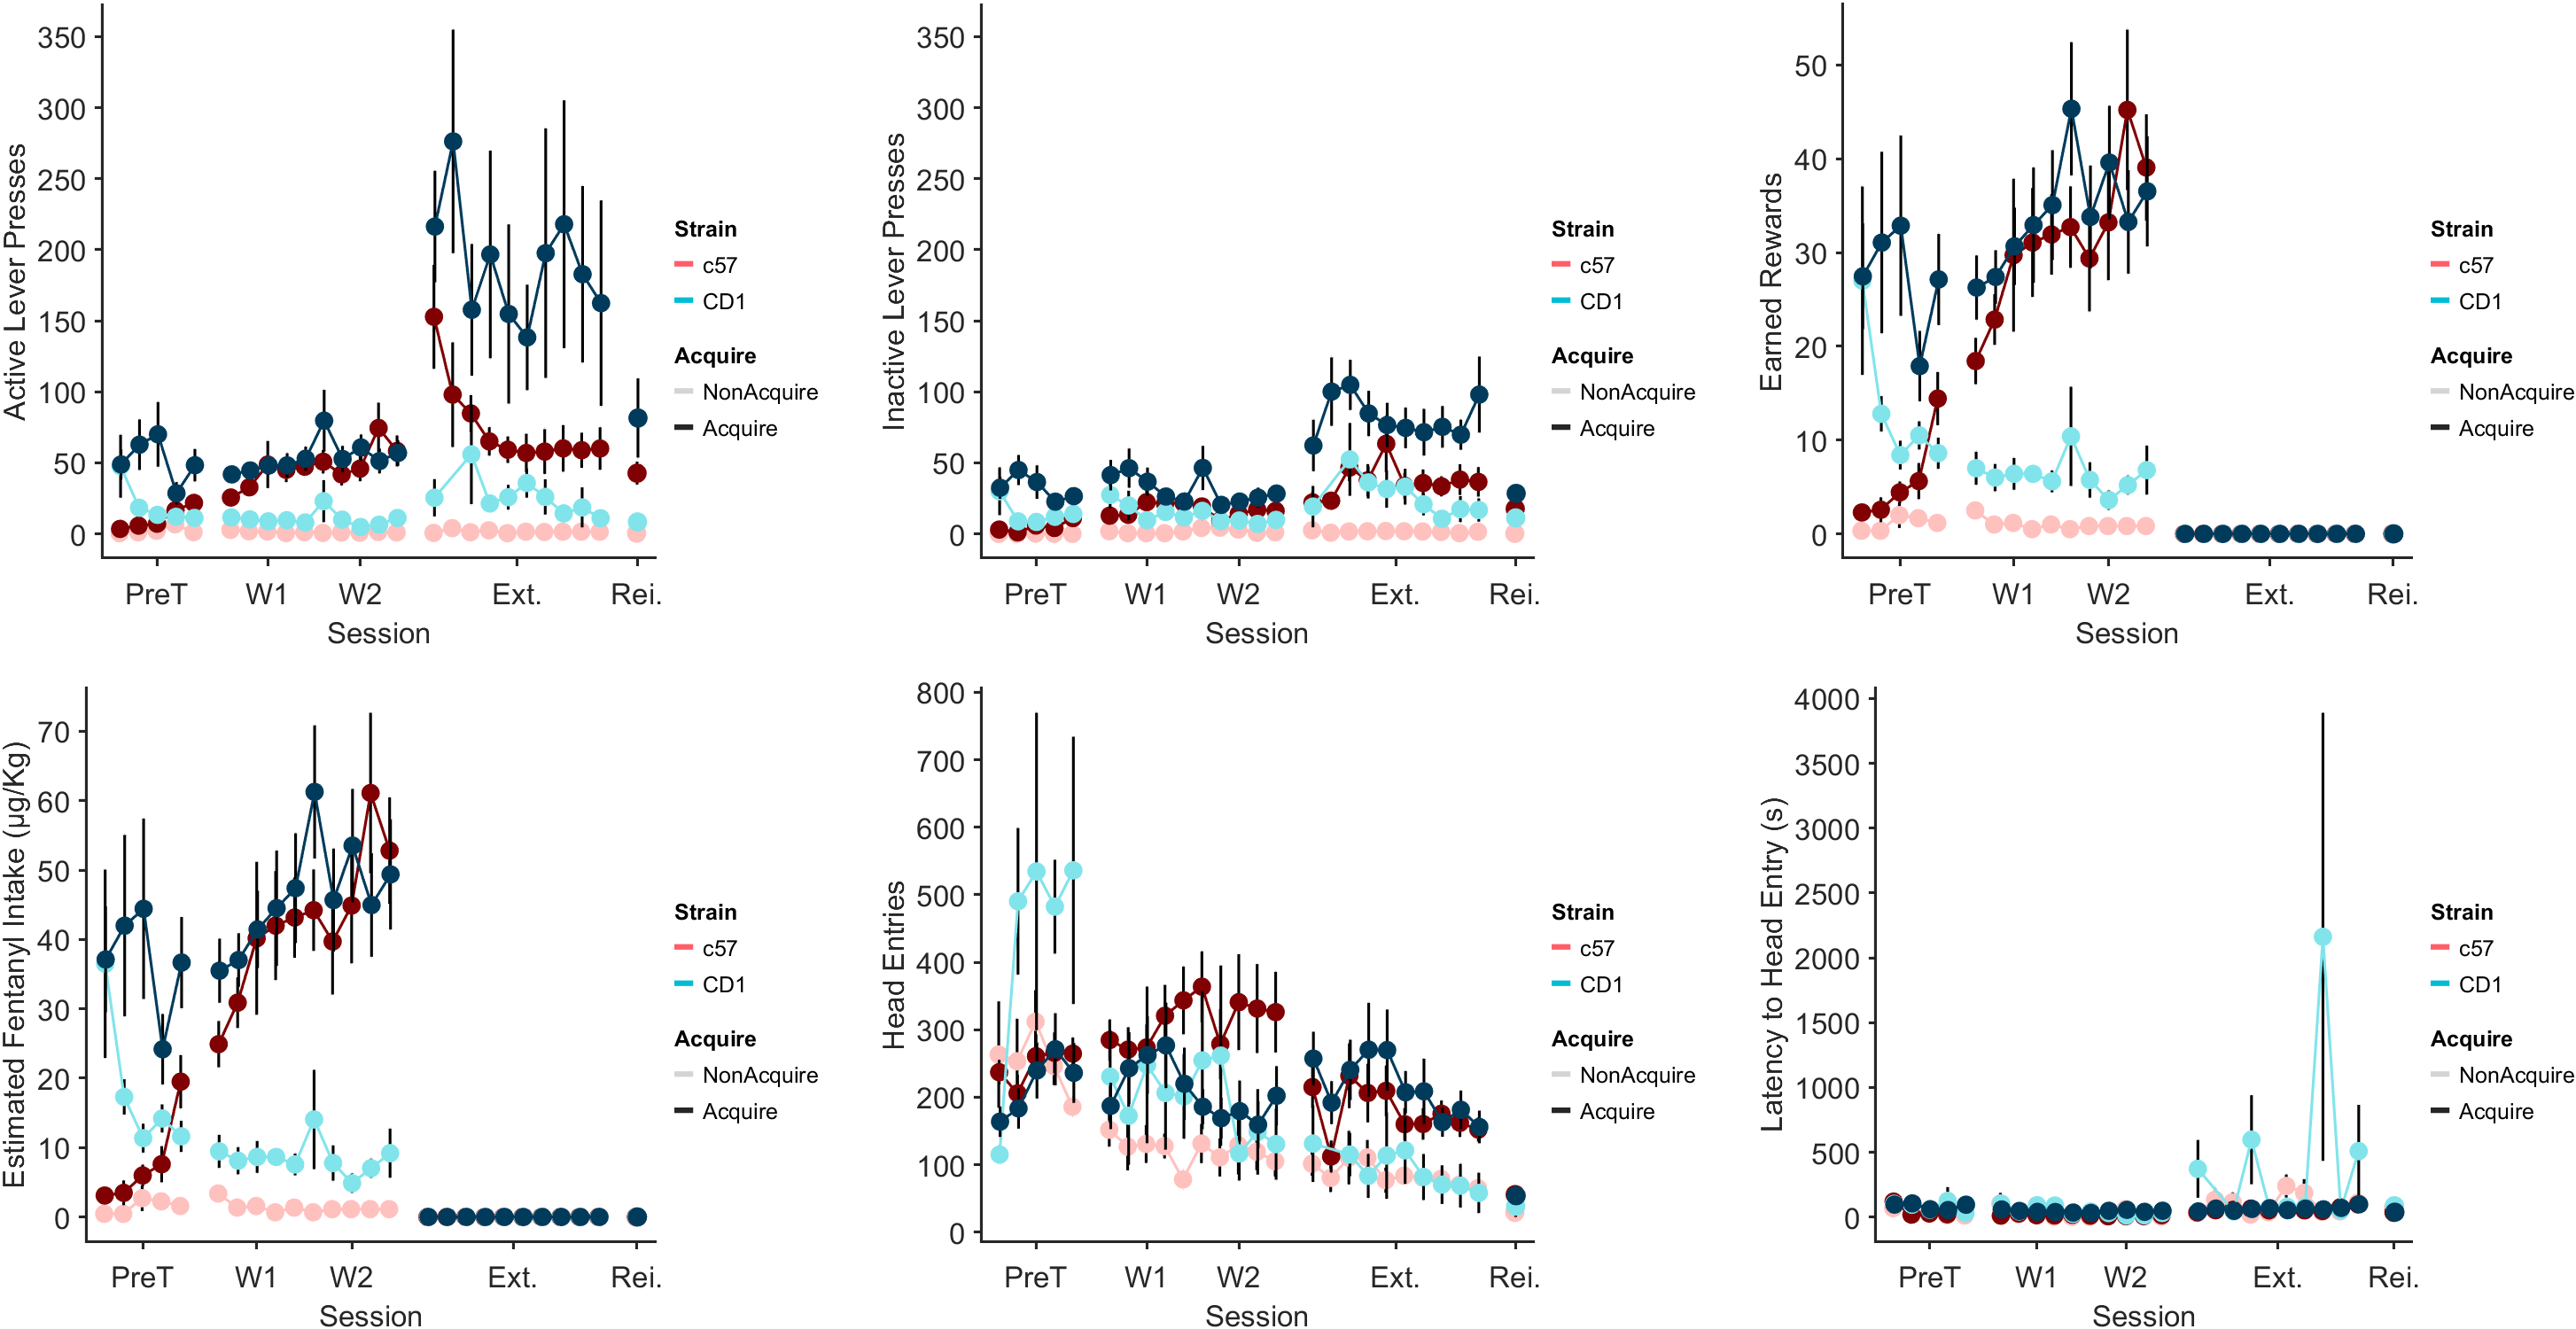 Active Lever Presses
350
300
250
200
150
100
50
0
PreT W1 W2 Ext. Rei.
Session
Strain
c57
CD1
Acquire
NonAcquire
Acquire
Inactive Lever Presses
350
300
250
200
150
100
50
0
PreT W1 W2 Ext. Rei.
Session
Strain
c57
CD1
Acquire
NonAcquire
Acquire
Earned Rewards
50
40
30
20
10
0
PreT W1 W2 Ext. Rei.
Session
Strain
c57
CD1
Acquire
NonAcquire
Acquire
Estimated Fentanyl Intake (µg/Kg)
70
60
50
40
30
20
10
0
PreT W1 W2 Ext. Rei.
Session
Strain
c57
CD1
Acquire
NonAcquire
Acquire
Head Entries
800
700
600
500
400
300
200
100
0
PreT W1 W2 Ext. Rei.
Session
Strain
c57
CD1
Acquire
NonAcquire
Acquire
Latency to Head Entry (s)
4000
3500
3000
2500
2000
1500
1000
500
0
PreT W1 W2 Ext. Rei.
Session
Strain
c57
CD1
Acquire
NonAcquire
Acquire